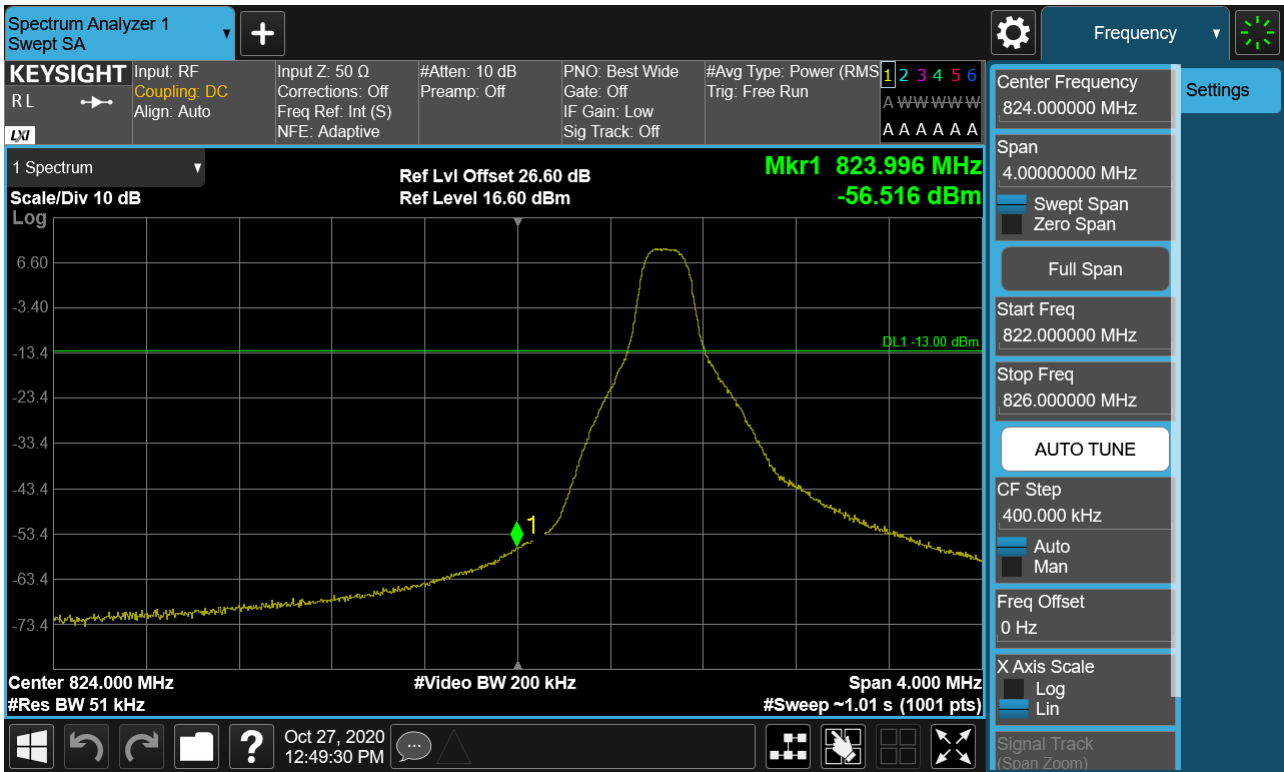 Spectrum Analyzer 1
Swept SA
+
Frequency
KEYSIGHT
R L
LXI
Input: RF
Coupling: DC
Align: Auto
Input Z: 50 Ω
Corrections: Off
Freq Ref: Int (S)
NFE: Adaptive
#Atten: 10 dB
Preamp: Off
PNO: Best Wide
Gate: Off
IF Gain: Low
Sig Track: Off
#Avg Type: Power (RMS
Trig: Free Run
1 2 3 4 5 6
A W W W W W
A A A A A A
1 Spectrum
Scale/Div 10 dB
Log
Ref Lvl Offset 26.60 dB
Ref Level 16.60 dBm
Mkr1 823.996 MHz
-56.516 dBm
6.60
-3.40
-13.4
DL1 -13.00 dBm
-23.4
-33.4
-43.4
-53.4
1
-63.4
-73.4
Center 824.000 MHz
#Res BW 51 kHz
#Video BW 200 kHz
Span 4.000 MHz
#Sweep ~1.01 s (1001 pts)
Center Frequency
824.000000 MHz
Settings
Span
4.00000000 MHz
Swept Span
Zero Span
Full Span
Start Freq
822.000000 MHz
Stop Freq
826.000000 MHz
AUTO TUNE
CF Step
400.000 kHz
Auto
Man
Freq Offset
0 Hz
X Axis Scale
Log
Lin
Signal Track
(Span Zoom)
?
Oct 27, 2020
12:49:30 PM